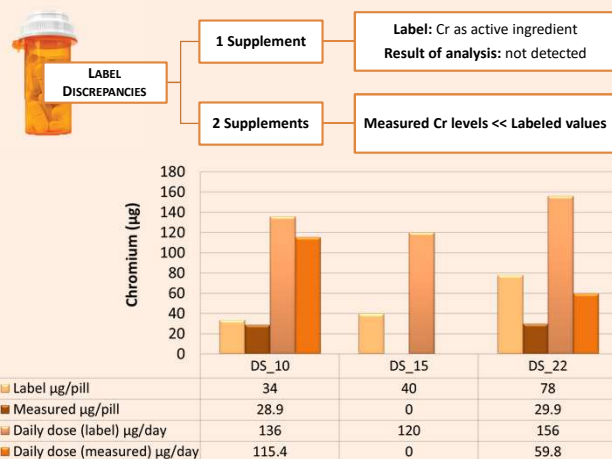 LABEL
DISCREPANCIES
1 Supplement
Label: Cr as active ingredient
Result of analysis: not detected
2 Supplements
Measured Cr levels << Labeled values
Chromium (µg)
180
160
140
120
100
80
60
40
20
0
DS_10 DS_15 DS_22
Label µg/pill 34 40 78
Measured µg/pill 28.9 0 29.9
Daily dose (label) µg/day 136 120 156
Daily dose (measured) µg/day 115.4 0 59.8